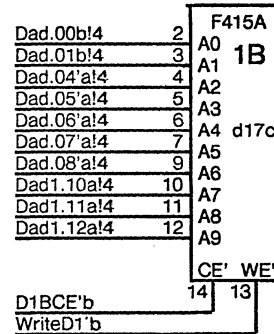 F415A
1B
d17c
Dad.00b!4 2 A0
Dad.01b!4 3 A1
Dad.04'a!4 4 A2
Dad.05'a!4 5 A3
Dad.06'a!4 6 A4
Dad.07'a!4 7 A5
Dad.08'a!4 9 A6
Dad1.10a!4 10 A7
Dad1.11a!4 11 A8
Dad1.12a!4 12 A9
CE' WE'
14 13
D1BCE'b
WriteD1'b